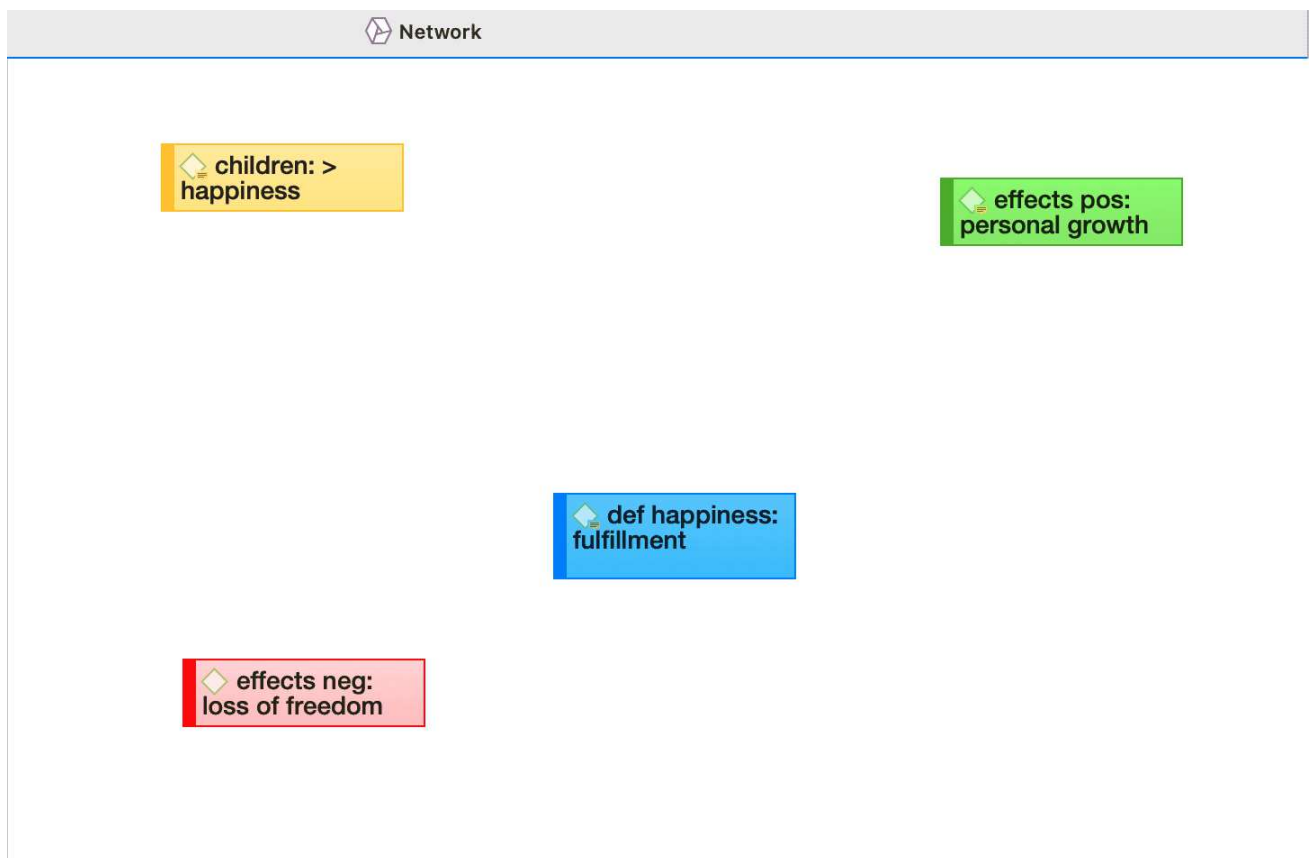 Network
children: >
happiness
effects pos:
personal growth
def happiness:
fulfillment
effects neg:
loss of freedom